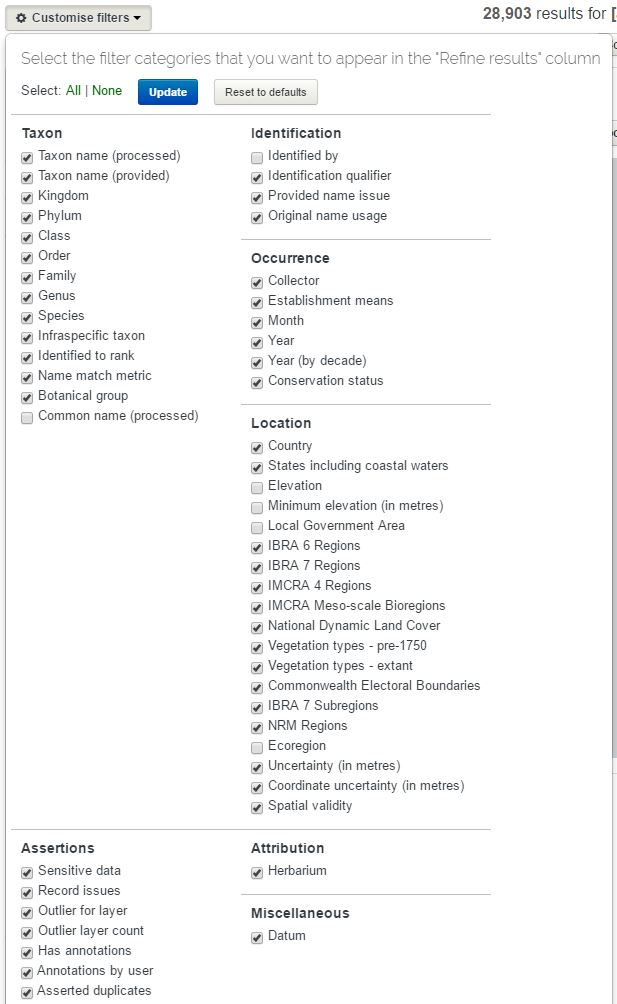 Customise filters
28,903 results for [
Select the filter categories that you want to appear in the "Refine results" column
Select: All | None Update Reset to defaults
Taxon
Taxon name (processed)
Taxon name (provided)
Kingdom
Phylum
Class
Order
Family
Genus
Species
Infraspecific taxon
Identified to rank
Name match metric
Botanical group
Common name (processed)
Identification
Identified by
Identification qualifier
Provided name issue
Original name usage
Occurrence
Collector
Establishment means
Month
Year
Year (by decade)
Conservation status
Location
Country
States including coastal waters
Elevation
Minimum elevation (in metres)
Local Government Area
IBRA 6 Regions
IBRA 7 Regions
IMCRA 4 Regions
IMCRA Meso-scale Bioregions
National Dynamic Land Cover
Vegetation types - pre-1750
Vegetation types - extant
Commonwealth Electoral Boundaries
IBRA 7 Subregions
NRM Regions
Ecoregion
Uncertainty (in metres)
Coordinate uncertainty (in metres)
Spatial validity
Assertions
Sensitive data
Record issues
Outlier for layer
Outlier layer count
Has annotations
Annotations by user
Asserted duplicates
Attribution
Herbarium
Miscellaneous
Datum